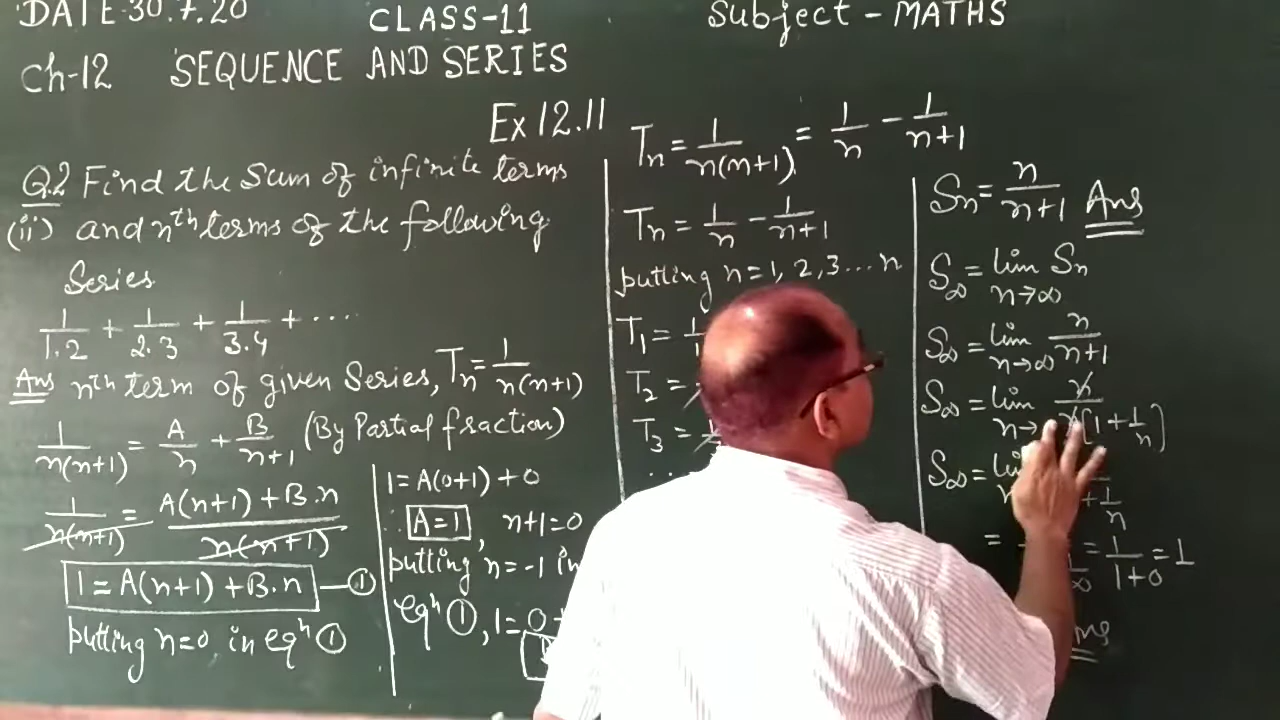 DATE-30.7.20 CLASS-11 Subject - MATHS
Ch-12 SEQUENCE AND SERIES
Ex 12.11
Q.2 Find the Sum of infinite terms
(ii) and nth terms of the following
Series
1/1.2 + 1/2.3 + 1/3.4 + ....
Ans nth term of given Series, Tn = 1/n(n+1)
1/n(n+1) = A/n + B/n+1 (By Partial fraction)
1/n(n+1) = A(n+1) + B.n / n(n+1)
1 = A(n+1) + B.n — ①
putting n=0, in eqn ①
1 = A(0+1) + 0
∴ A=1, n+1=0
putting n=-1 in
eqn ①, 1= 0
Tn = 1/n(n+1) = 1/n - 1/n+1
Tn = 1/n - 1/n+1
putting n=1, 2, 3... n
T1 = 1
T2 =
T3 =
Sn = n/n+1 Ans
S∞ = lim n→∞ Sn
S∞ = lim n→∞ n/n+1
S∞ = lim n→ n/n[1+1/n]
S∞ = +1/n
= = 1/1+0 = 1